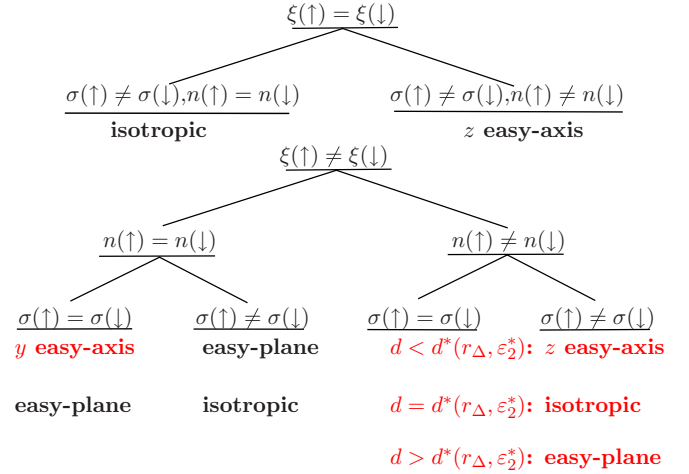 ξ(↑) = ξ(↓)
σ(↑) ≠ σ(↓),n(↑) = n(↓) σ(↑) ≠ σ(↓),n(↑) ≠ n(↓)
isotropic z easy-axis
ξ(↑) ≠ ξ(↓)
n(↑) = n(↓) n(↑) ≠ n(↓)
σ(↑) = σ(↓) σ(↑) ≠ σ(↓) σ(↑) = σ(↓) σ(↑) ≠ σ(↓)
y easy-axis easy-plane d < d*(r_Δ, ε₂*): z easy-axis
easy-plane isotropic d = d*(r_Δ, ε₂*): isotropic
d > d*(r_Δ, ε₂*): easy-plane